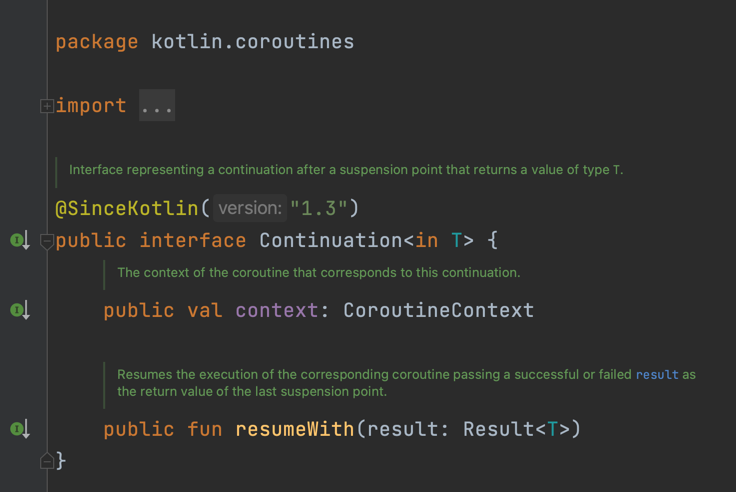 package kotlin.coroutines
import ...
Interface representing a continuation after a suspension point that returns a value of type T.
@SinceKotlin( version: "1.3")
public interface Continuation<in T> {
The context of the coroutine that corresponds to this continuation.
public val context: CoroutineContext
Resumes the execution of the corresponding coroutine passing a successful or failed result as
the return value of the last suspension point.
public fun resumeWith(result: Result<T>)
}